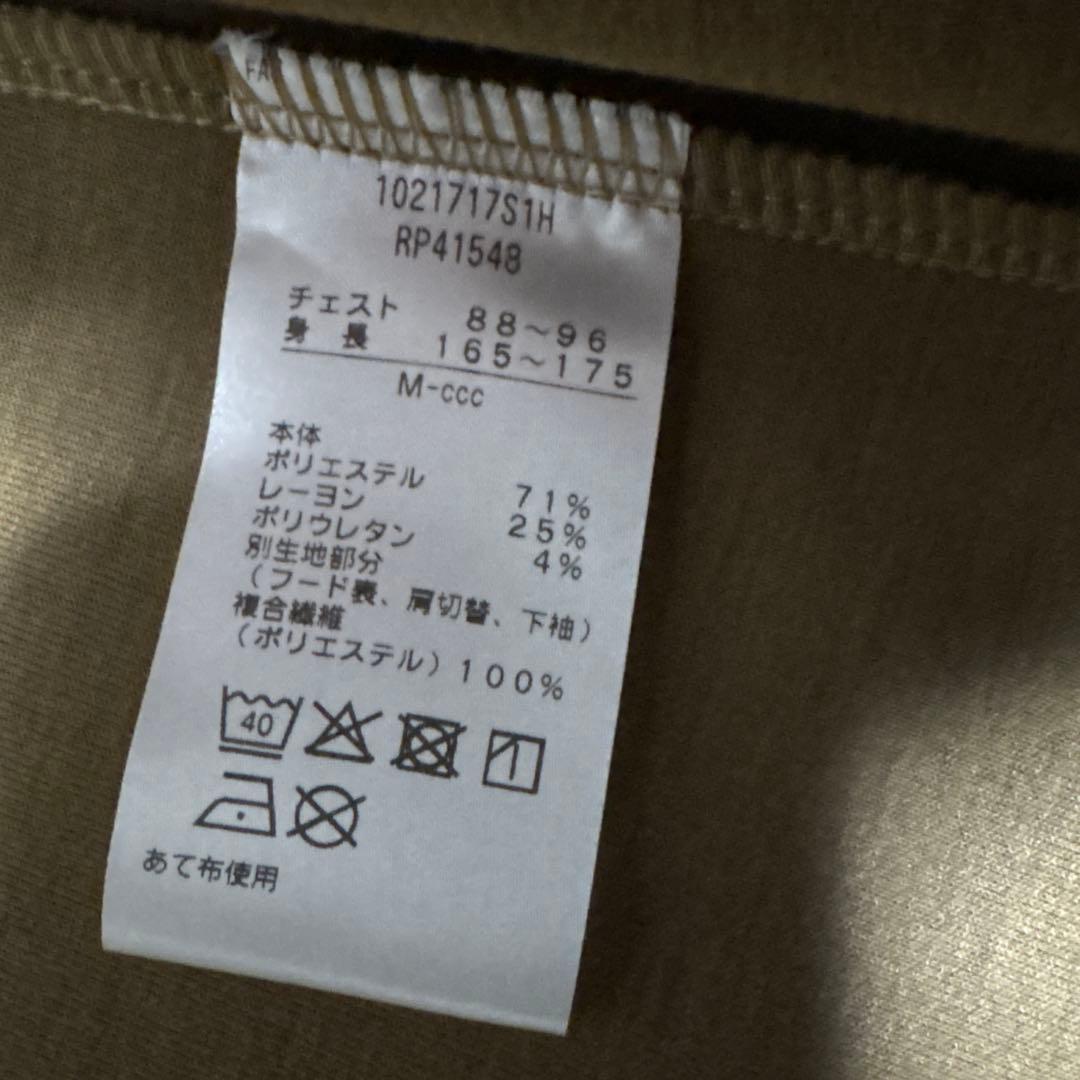 FA
1021717S1H
RP41548
チェスト 88~96
身長 165~175
M-ccc
本体
ポリエステル 71%
レーヨン 25%
ポリウレタン 4%
別生地部分
(フード表、肩切替、下袖)
複合繊維
(ポリエステル)100%
40
あて布使用